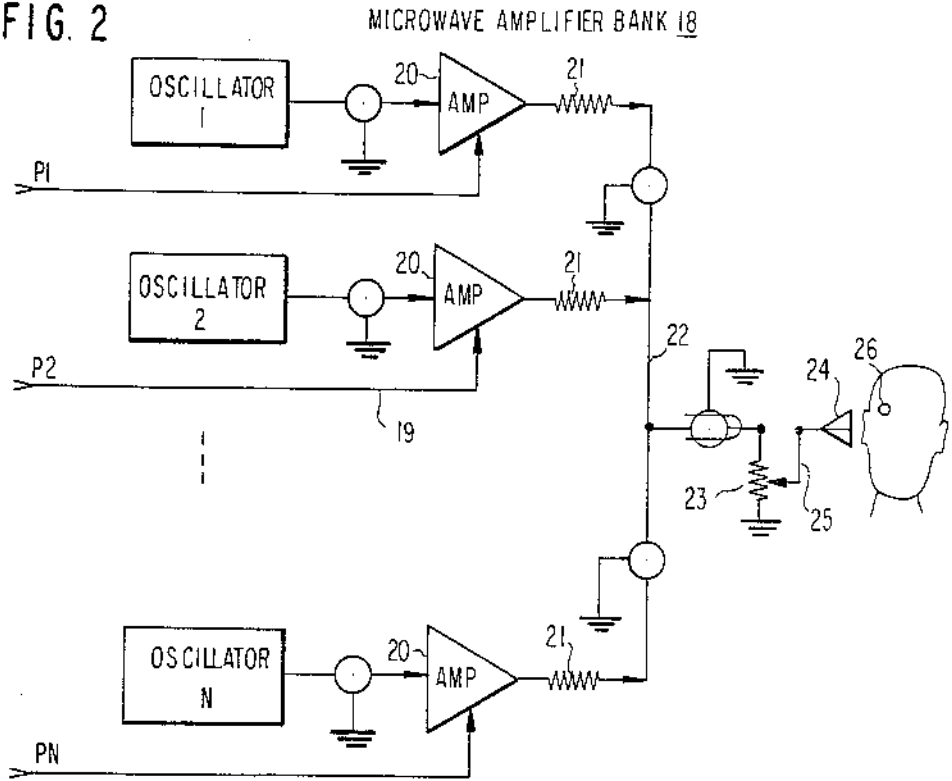 FIG. 2
MICROWAVE AMPLIFIER BANK 18
OSCILLATOR
1
20
AMP
21
P1
OSCILLATOR
2
20
AMP
21
P2
19
22
24
26
23
25
OSCILLATOR
N
20
AMP
21
PN